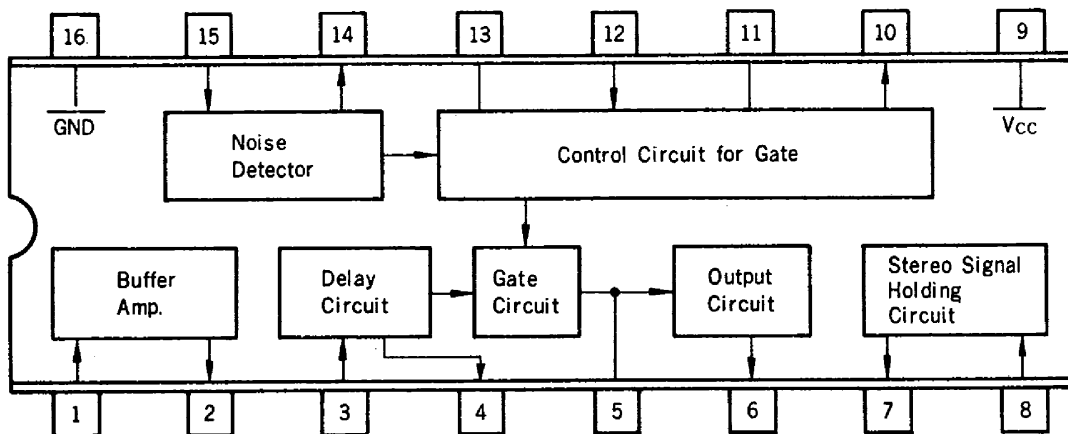 16. 15 14 13 12 11 10 9
GND
VCC
Noise
Detector
Control Circuit for Gate
Buffer
Amp.
Delay
Circuit
Gate
Circuit
Output
Circuit
Stereo Signal
Holding
Circuit
1 2 3 4 5 6 7 8